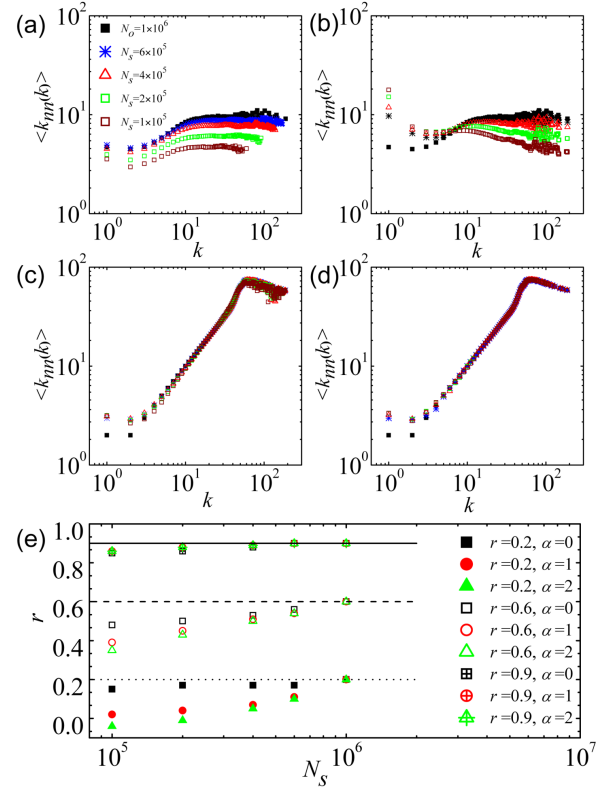 (a)
N_o=1×10^6
N_s=6×10^5
N_s=4×10^5
N_s=2×10^5
N_s=1×10^5
<k_nn(k)>
10^2
10^1
10^0
10^0 10^1 10^2
k
(b)
<k_nn(k)>
10^2
10^1
10^0
10^0 10^1 10^2
k
(c)
<k_nn(k)>
10^2
10^1
10^0
10^0 10^1 10^2
k
(d)
<k_nn(k)>
10^2
10^1
10^0
10^0 10^1 10^2
k
(e)
r
1.0
0.8
0.6
0.4
0.2
0.0
10^5 10^6 10^7
N_s
r=0.2, α=0
r=0.2, α=1
r=0.2, α=2
r=0.6, α=0
r=0.6, α=1
r=0.6, α=2
r=0.9, α=0
r=0.9, α=1
r=0.9, α=2